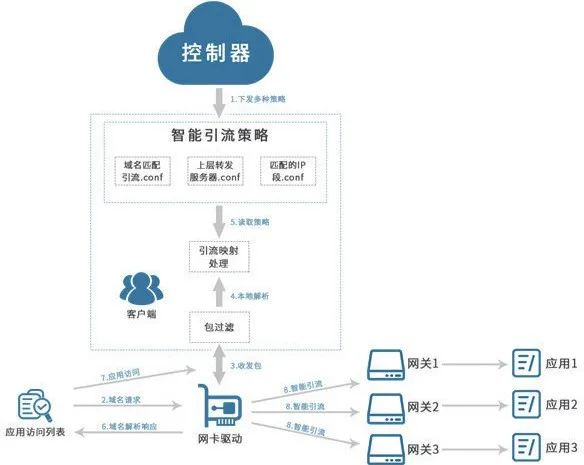 控制器
1.下发多种策略
智能引流策略
域名匹配
引流.conf
上层转发
服务器.conf
匹配的IP
段.conf
5.读取策略
引流映射
处理
4.本地解析
客户端
包过滤
3.收发包
7.应用访问
2.域名请求
6.域名解析响应
应用访问列表
网卡驱动
8.智能引流
8.智能引流
8.智能引流
网关1
应用1
网关2
应用2
网关3
应用3